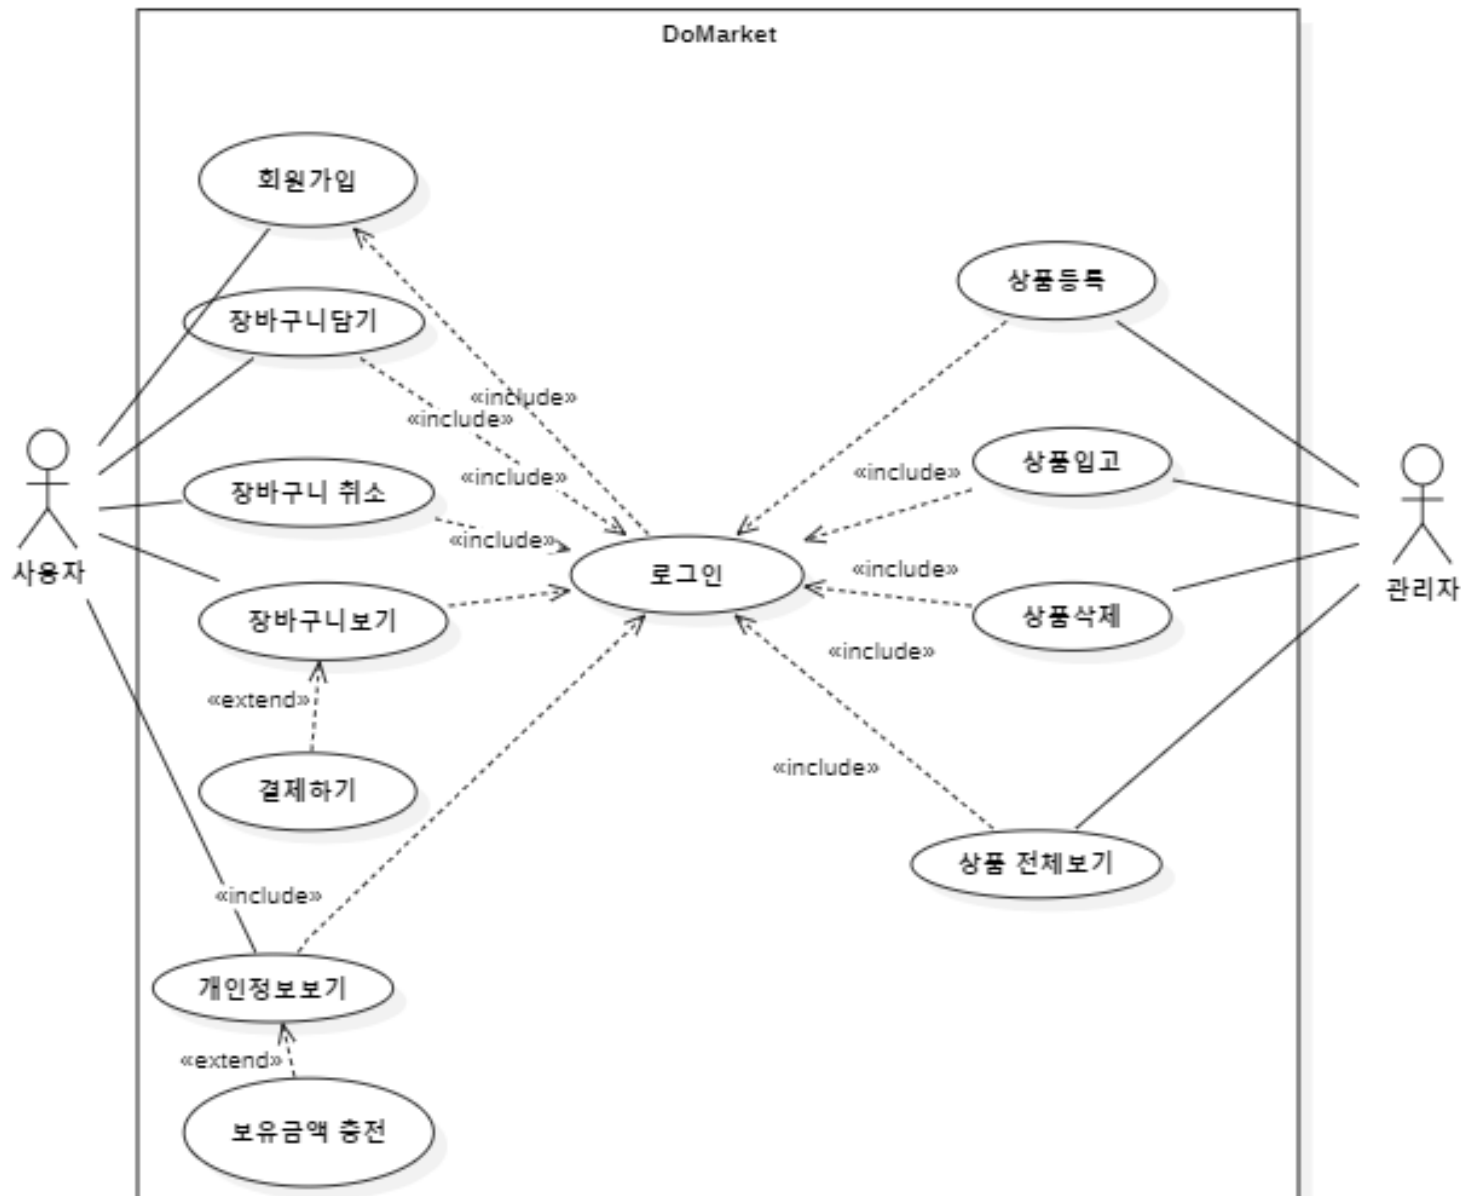 DoMarket
회원가입
상품등록
장바구니담기
«include»
«include»
상품입고
«include»
«include»
장바구니 취소
«include»
로그인
«include»
사용자
관리자
장바구니보기
상품삭제
«include»
«extend»
«include»
결제하기
상품 전체보기
«include»
개인정보보기
«extend»
보유금액 충전